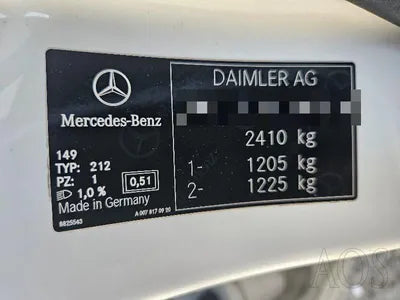 DAIMLER AG
Mercedes-Benz
2410 kg
1- 1205 kg
2- 1225 kg
149
TYP: 212
PZ: 1
1,0 %
0,51
Made in Germany
6825543
A 007 817 09 20
AOS